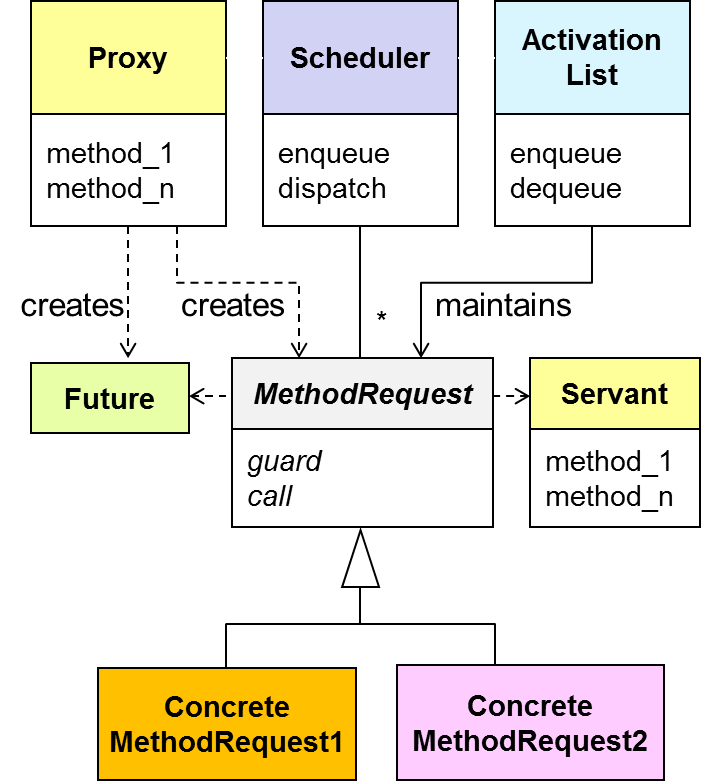 Proxy
Scheduler
Activation
List
method_1
method_n
enqueue
dispatch
enqueue
dequeue
creates
creates
*
maintains
Future
MethodRequest
guard
call
Servant
method_1
method_n
Concrete
MethodRequest1
Concrete
MethodRequest2